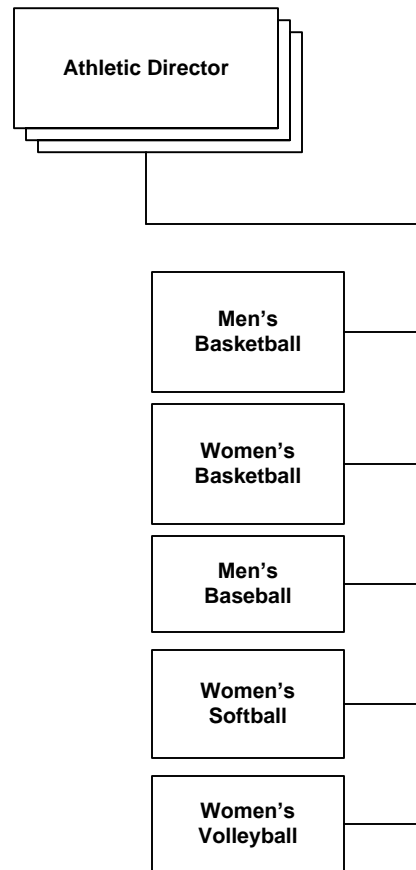 Athletic Director
Men’s
Basketball
Women’s
Basketball
Men’s
Baseball
Women’s
Softball
Women’s
Volleyball